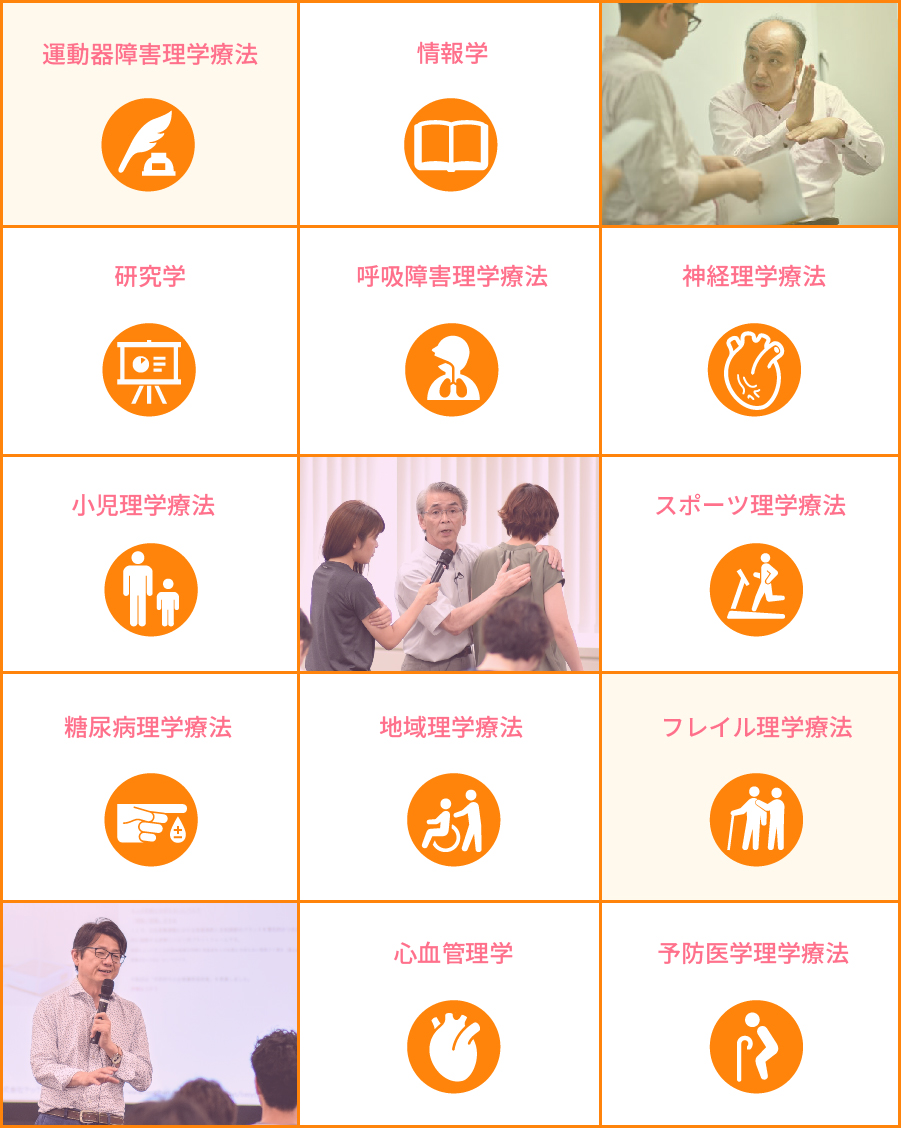 運動器障害理学療法
情報学
研究学
呼吸障害理学療法
神経理学療法
小児理学療法
スポーツ理学療法
糖尿病理学療法
地域理学療法
フレイル理学療法
心血管理学
予防医学理学療法